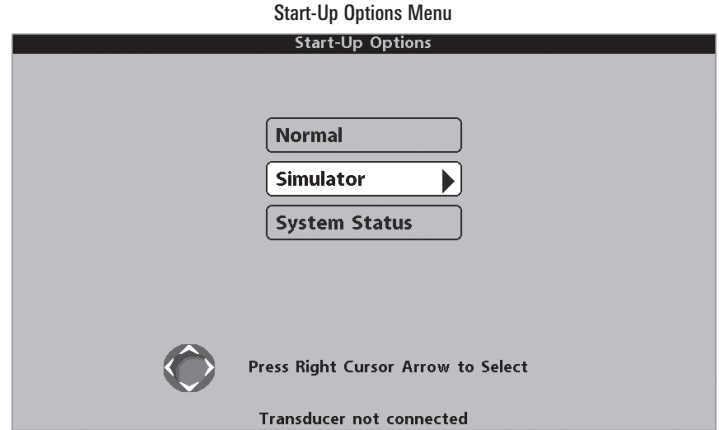 Start-Up Options Menu
Start-Up Options
Normal
Simulator
System Status
Press Right Cursor Arrow to Select
Transducer not connected